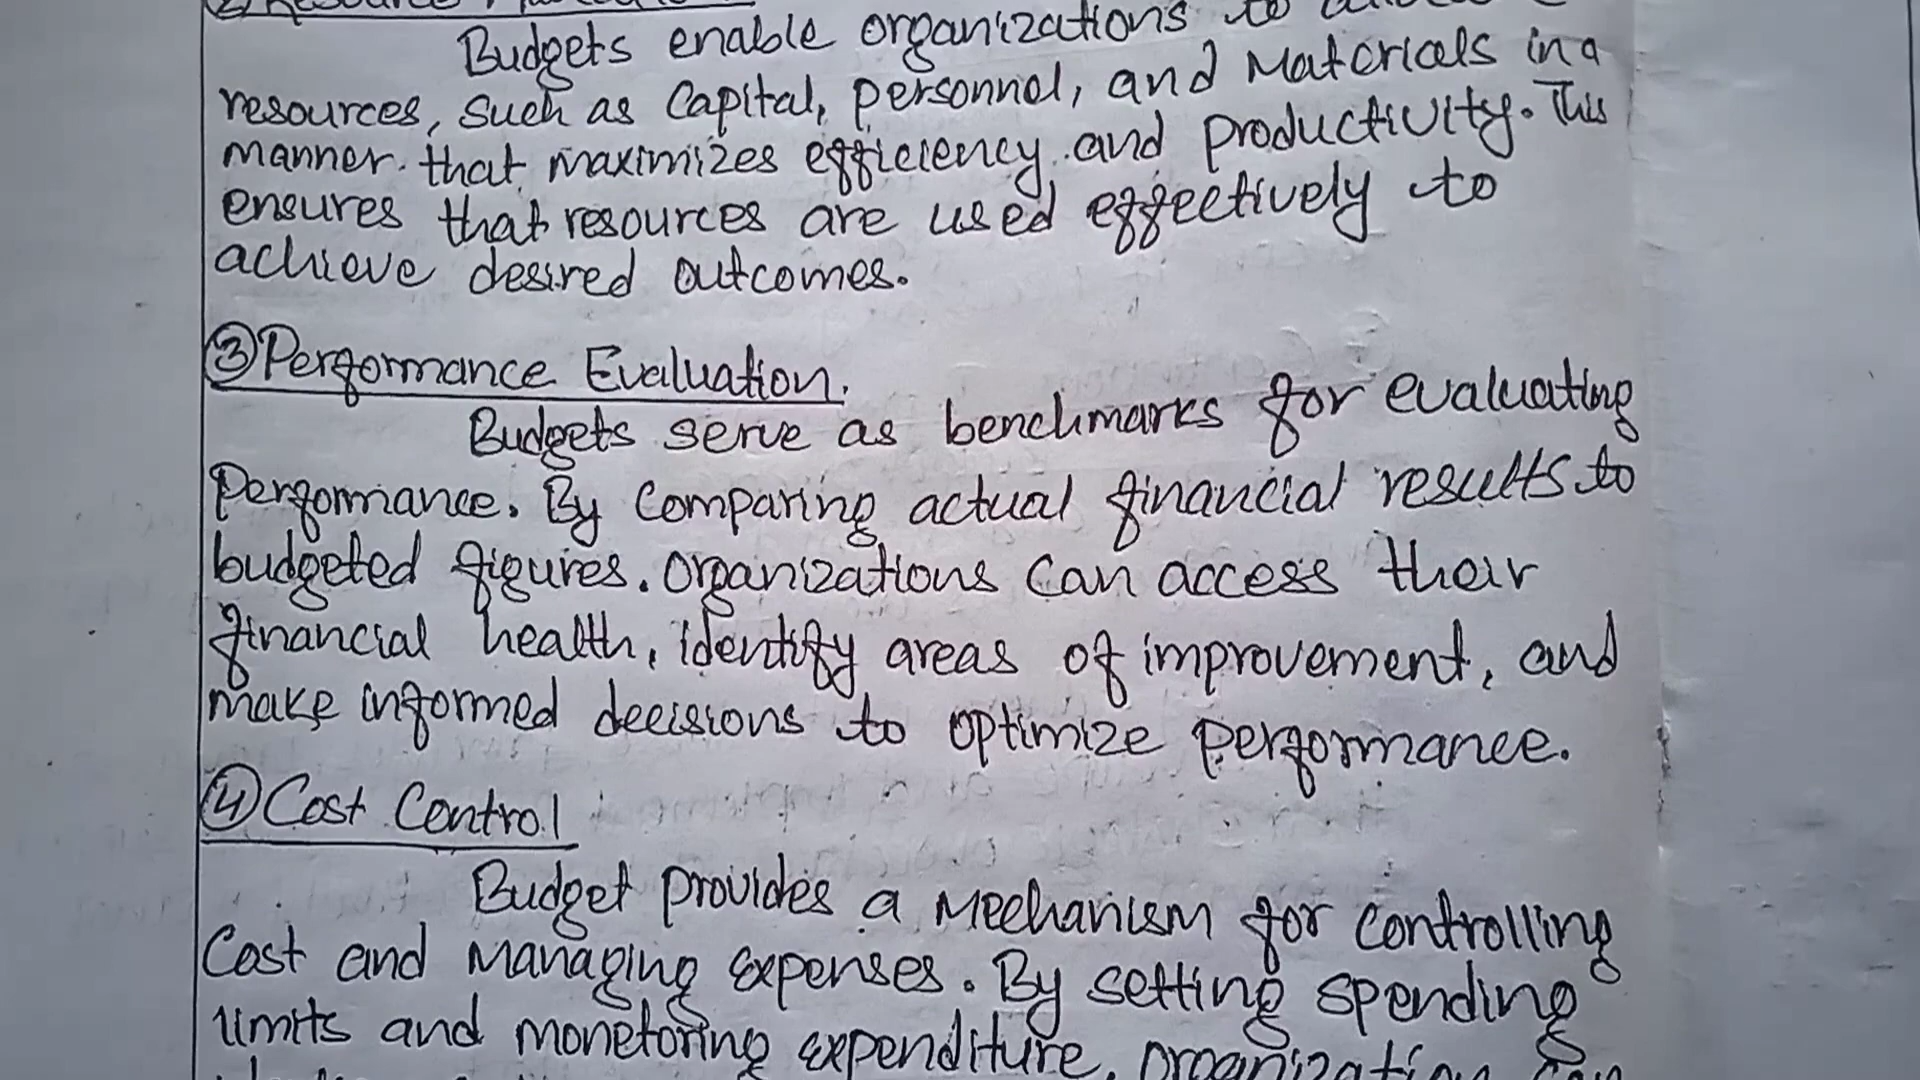 Budgets enable organizations to
resources, such as Capital, personnel, and Materials in a
manner. that maximizes efficiency and productivity. This
ensures that resources are used effectively to
achieve desired outcomes.
③ Performance Evaluation.
Budgets serve as benchmarks for evaluating
Performance. By Comparing actual financial results to
budgeted figures. Organizations Can access their
financial health, identify areas of improvement, and
make informed decisions to optimize performance.
④ Cost Control
Budget Provides a Mechanism for controlling
Cost and Managing expenses. By setting spending
limits and monetoring expenditure, organization can